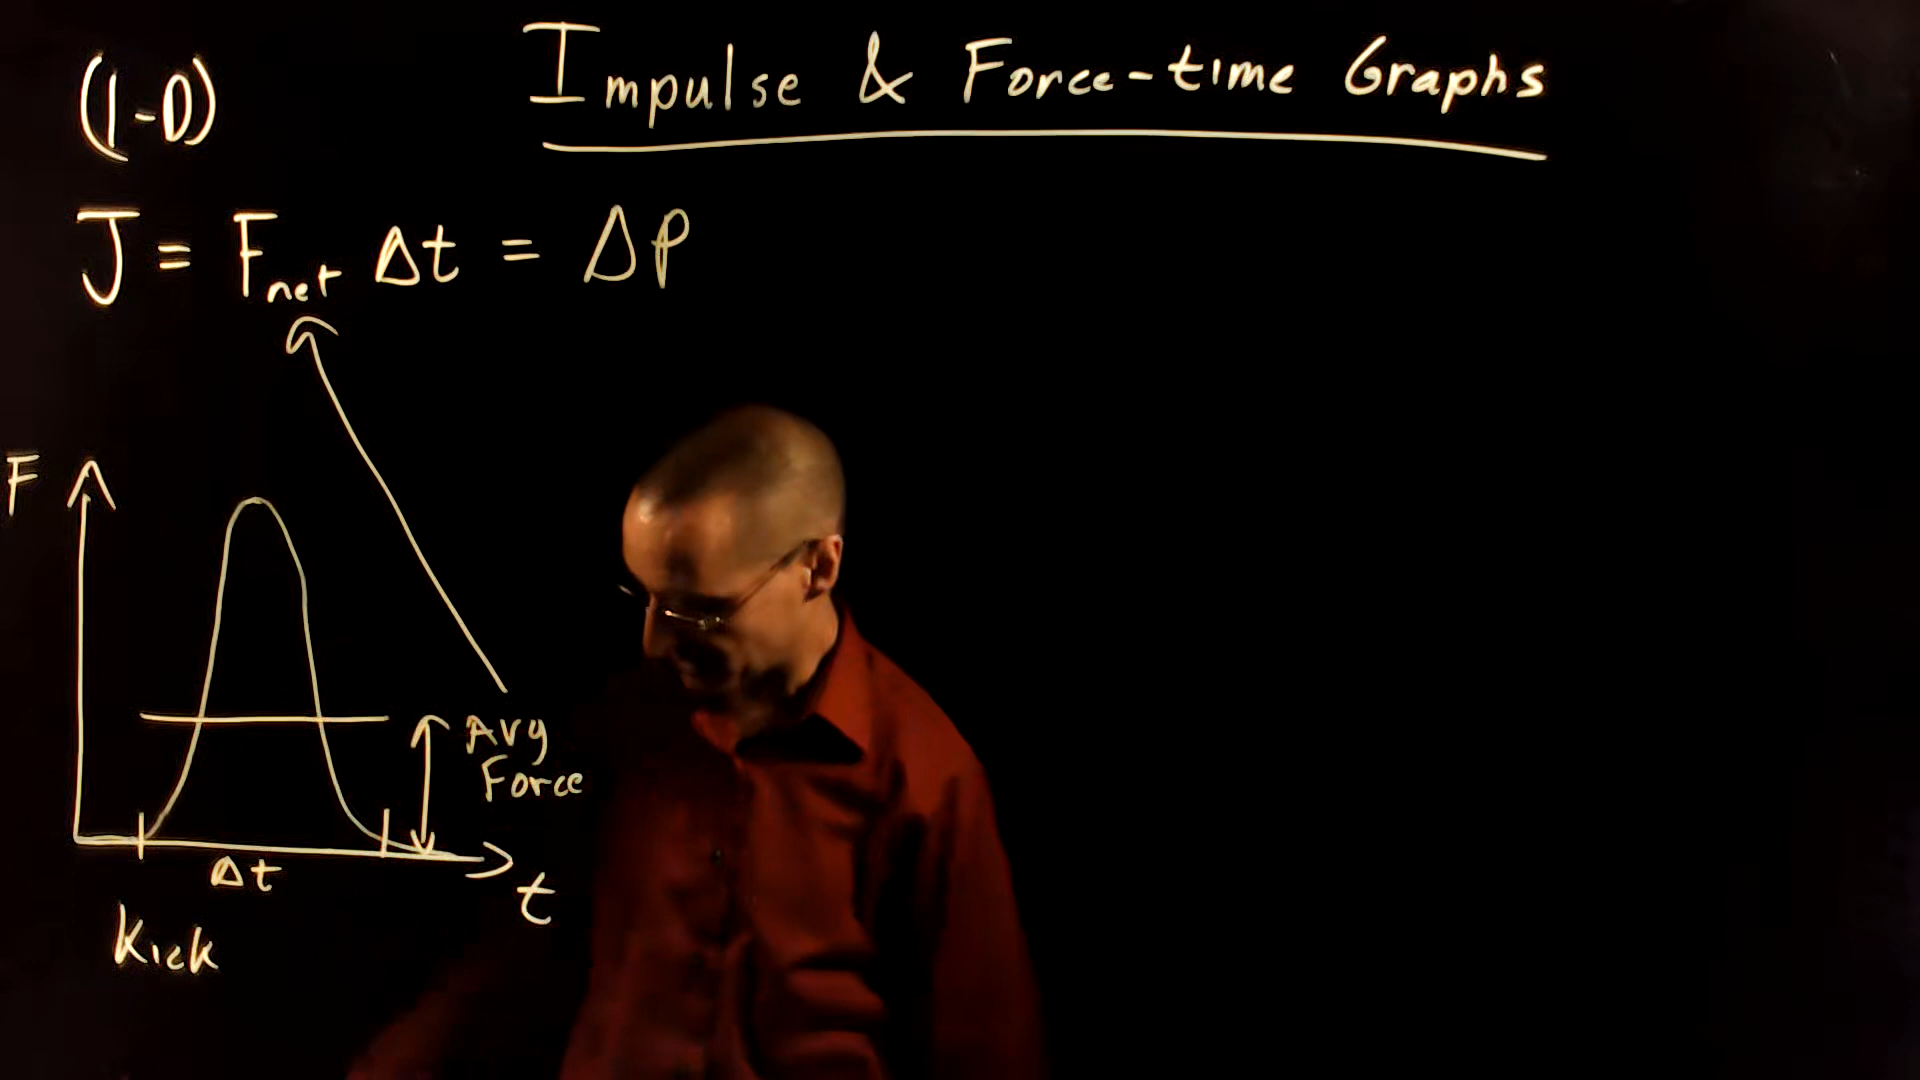 (1-D)
Impulse & Force-time Graphs
J ≡ Fnet Δt = Δp
F
Avg
Force
Δt
t
Kick